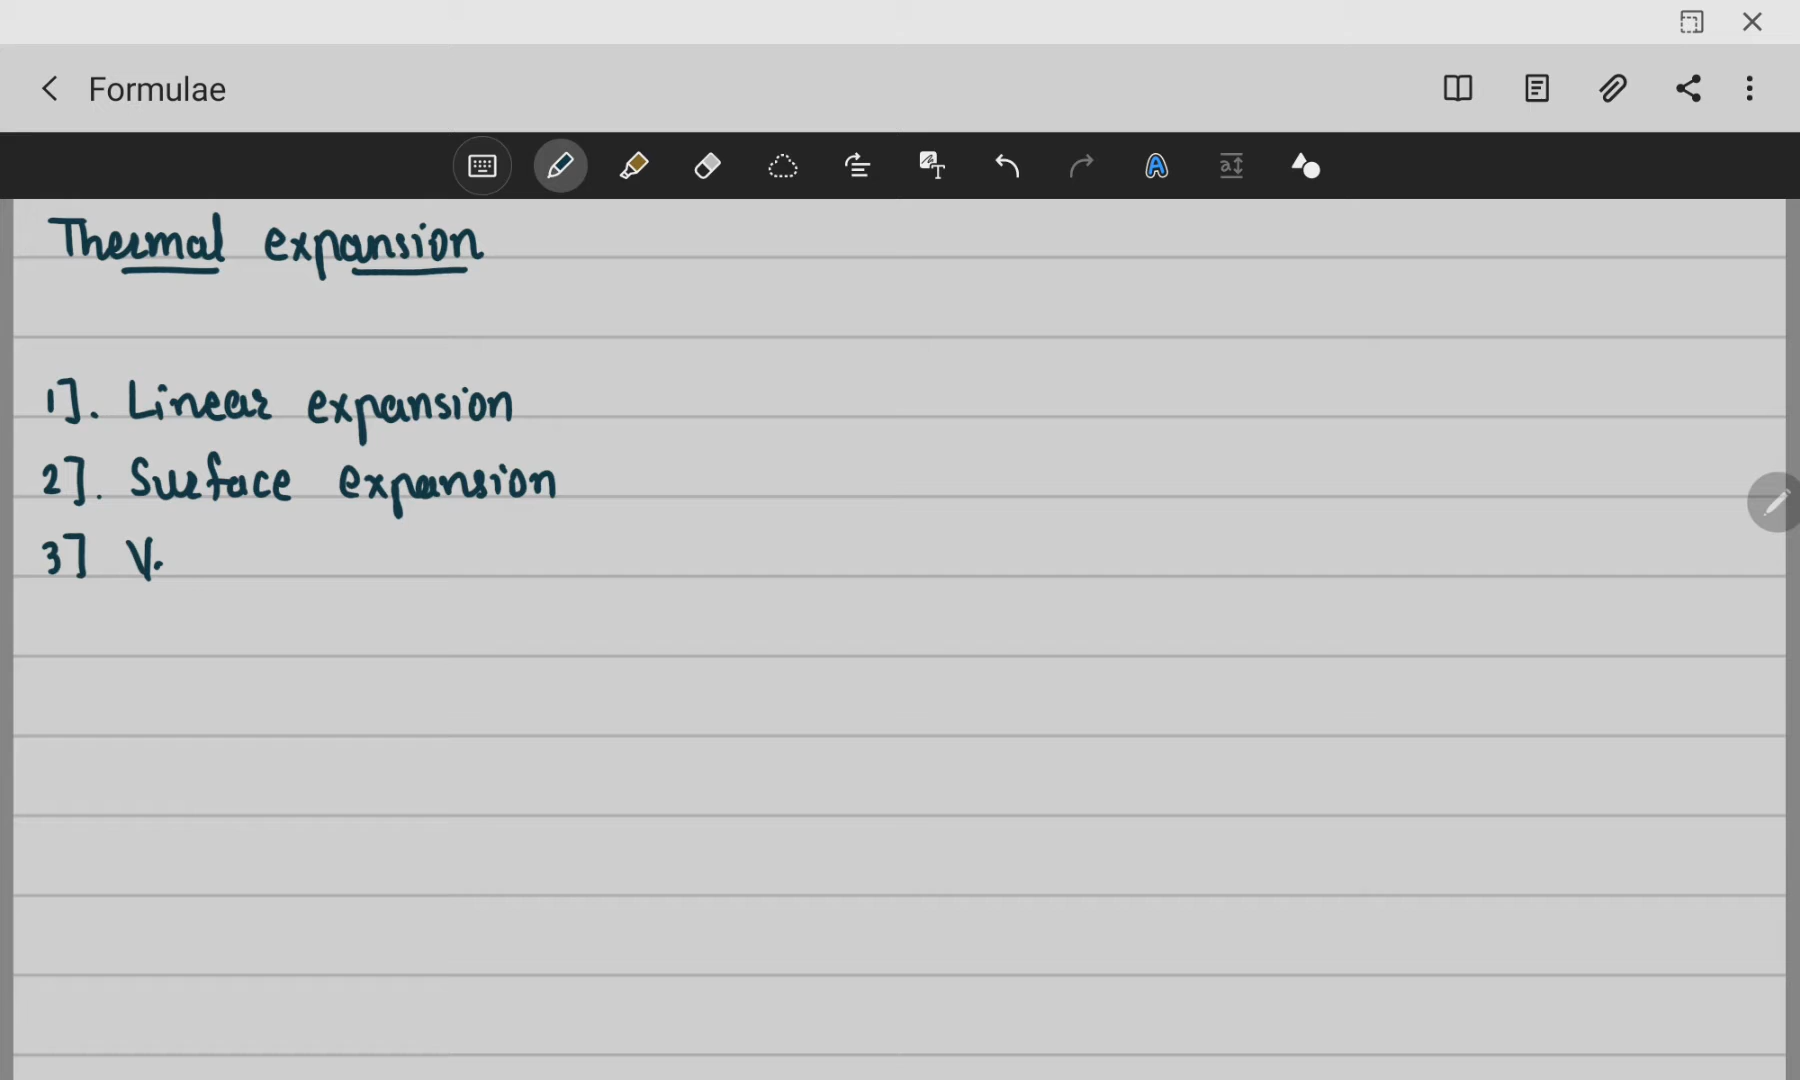 Formulae
Thermal expansion
1]. Linear expansion
2]. Surface expansion
3] V.